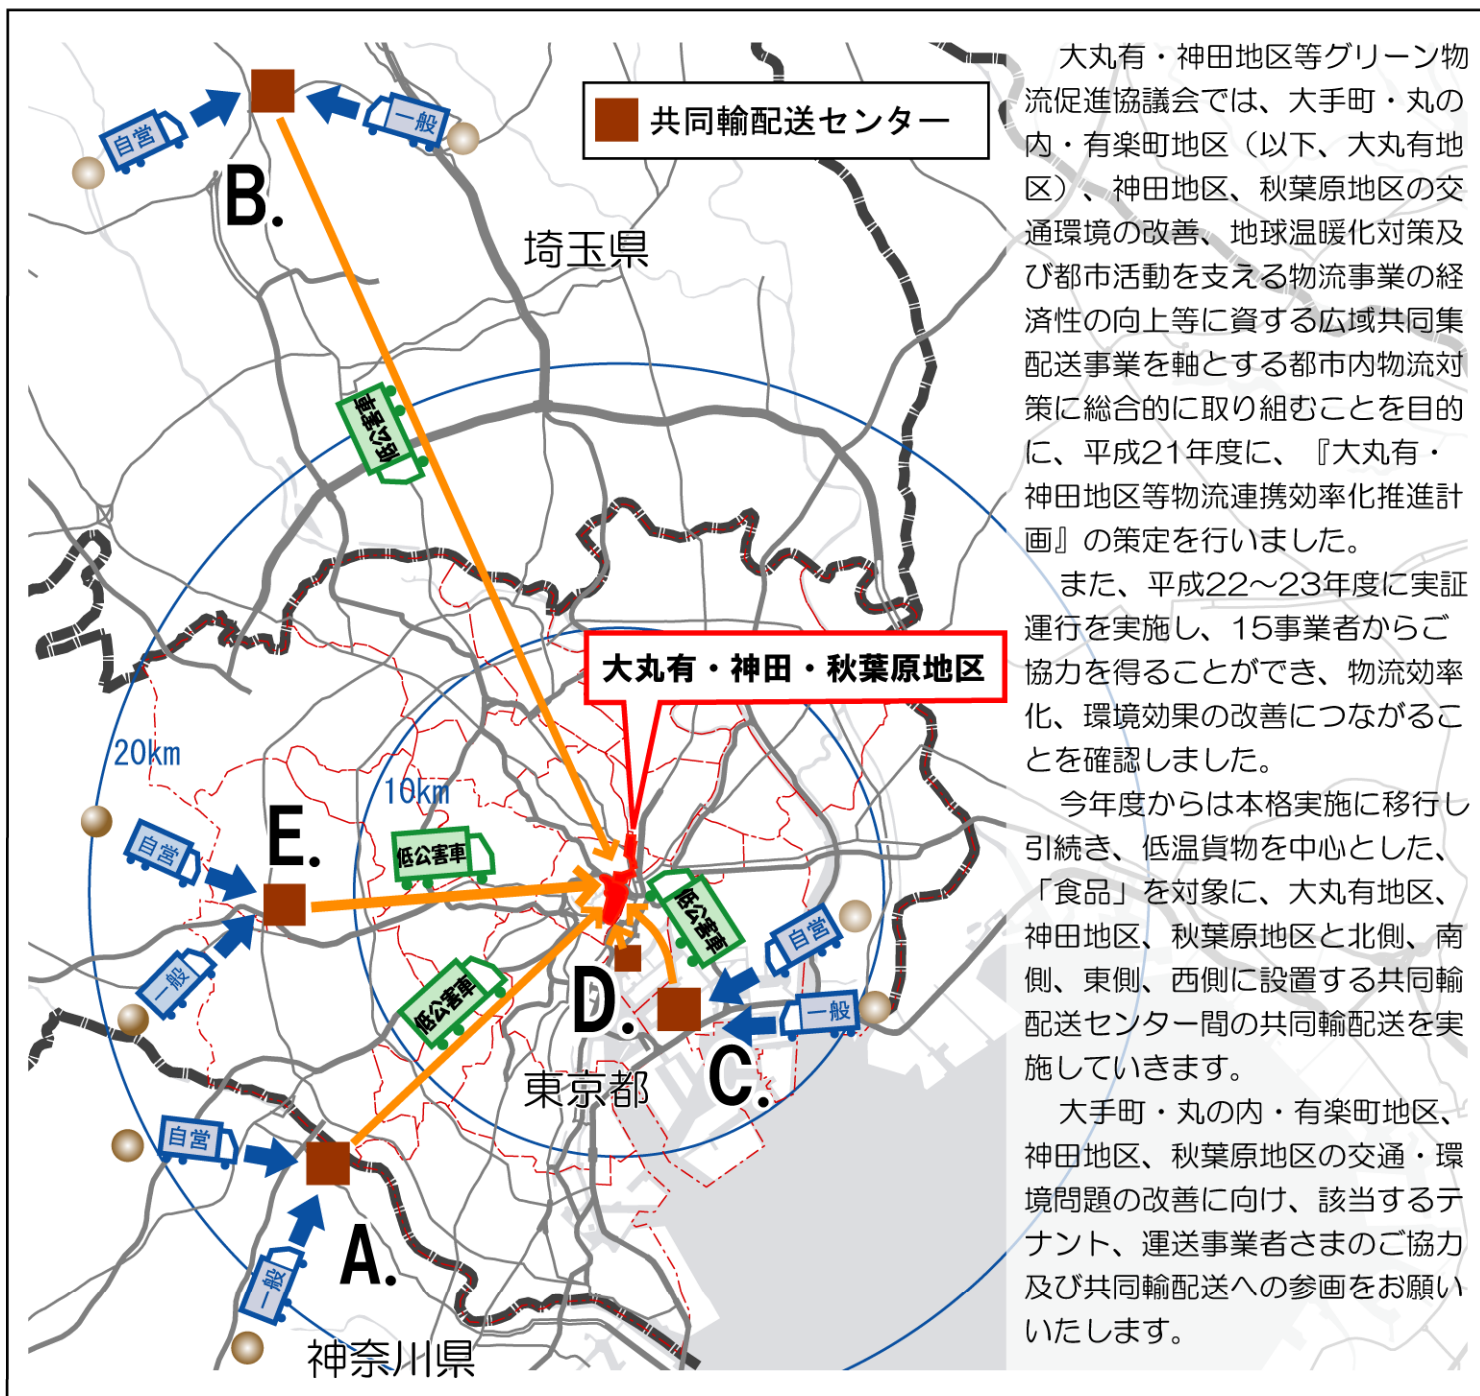 共同輸配送センター
自営
一般
B.
埼玉県
低公害車
大丸有・神田・秋葉原地区
20km
10km
E.
自営
低公害車
一般
低公害車
低公害車
自営
一般
D.
C.
東京都
自営
一般
A.
神奈川県
大丸有・神田地区等グリーン物
流促進協議会では、大手町・丸の
内・有楽町地区（以下、大丸有地
区）、神田地区、秋葉原地区の交
通環境の改善、地球温暖化対策及
び都市活動を支える物流事業の経
済性の向上等に資する広域共同集
配送事業を軸とする都市内物流対
策に総合的に取り組むことを目的
に、平成21年度に、『大丸有・
神田地区等物流連携効率化推進計
画』の策定を行いました。
また、平成22～23年度に実証
運行を実施し、15事業者からご
協力を得ることができ、物流効率
化、環境効果の改善につながるこ
とを確認しました。
今年度からは本格実施に移行し
引続き、低温貨物を中心とした、
「食品」を対象に、大丸有地区、
神田地区、秋葉原地区と北側、南
側、東側、西側に設置する共同輸
配送センター間の共同輸配送を実
施していきます。
大手町・丸の内・有楽町地区、
神田地区、秋葉原地区の交通・環
境問題の改善に向け、該当するテ
ナント、運送事業者さまのご協力
及び共同輸配送への参画をお願い
いたします。